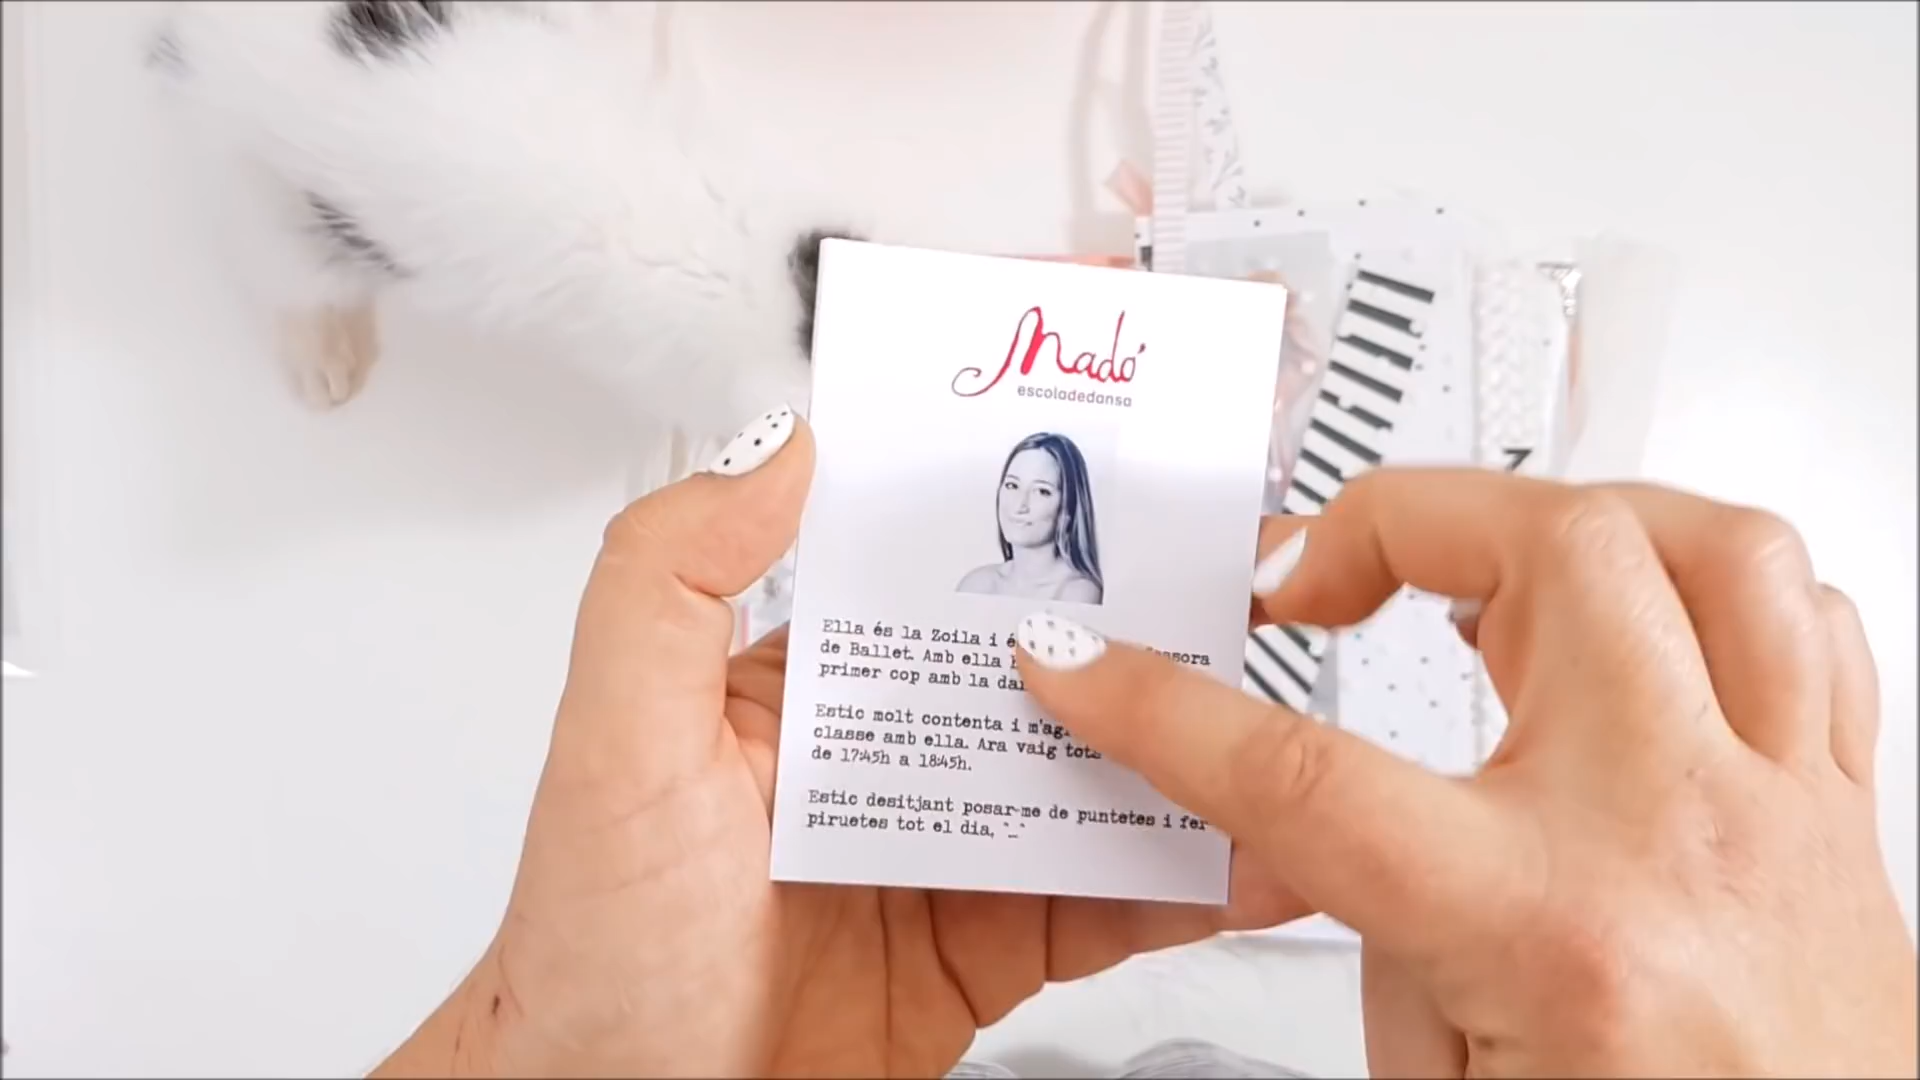 Madó
escoladedansa
Ella és la Zoila i
de Ballet. Amb ella
primer cop amb la
Estic molt contenta i
classe amb ella. Ara vaig tots
de 17:45h a 18:45h.
Estic desitjant posar-me de puntetes i fer
piruetes tot el dia, ^_^